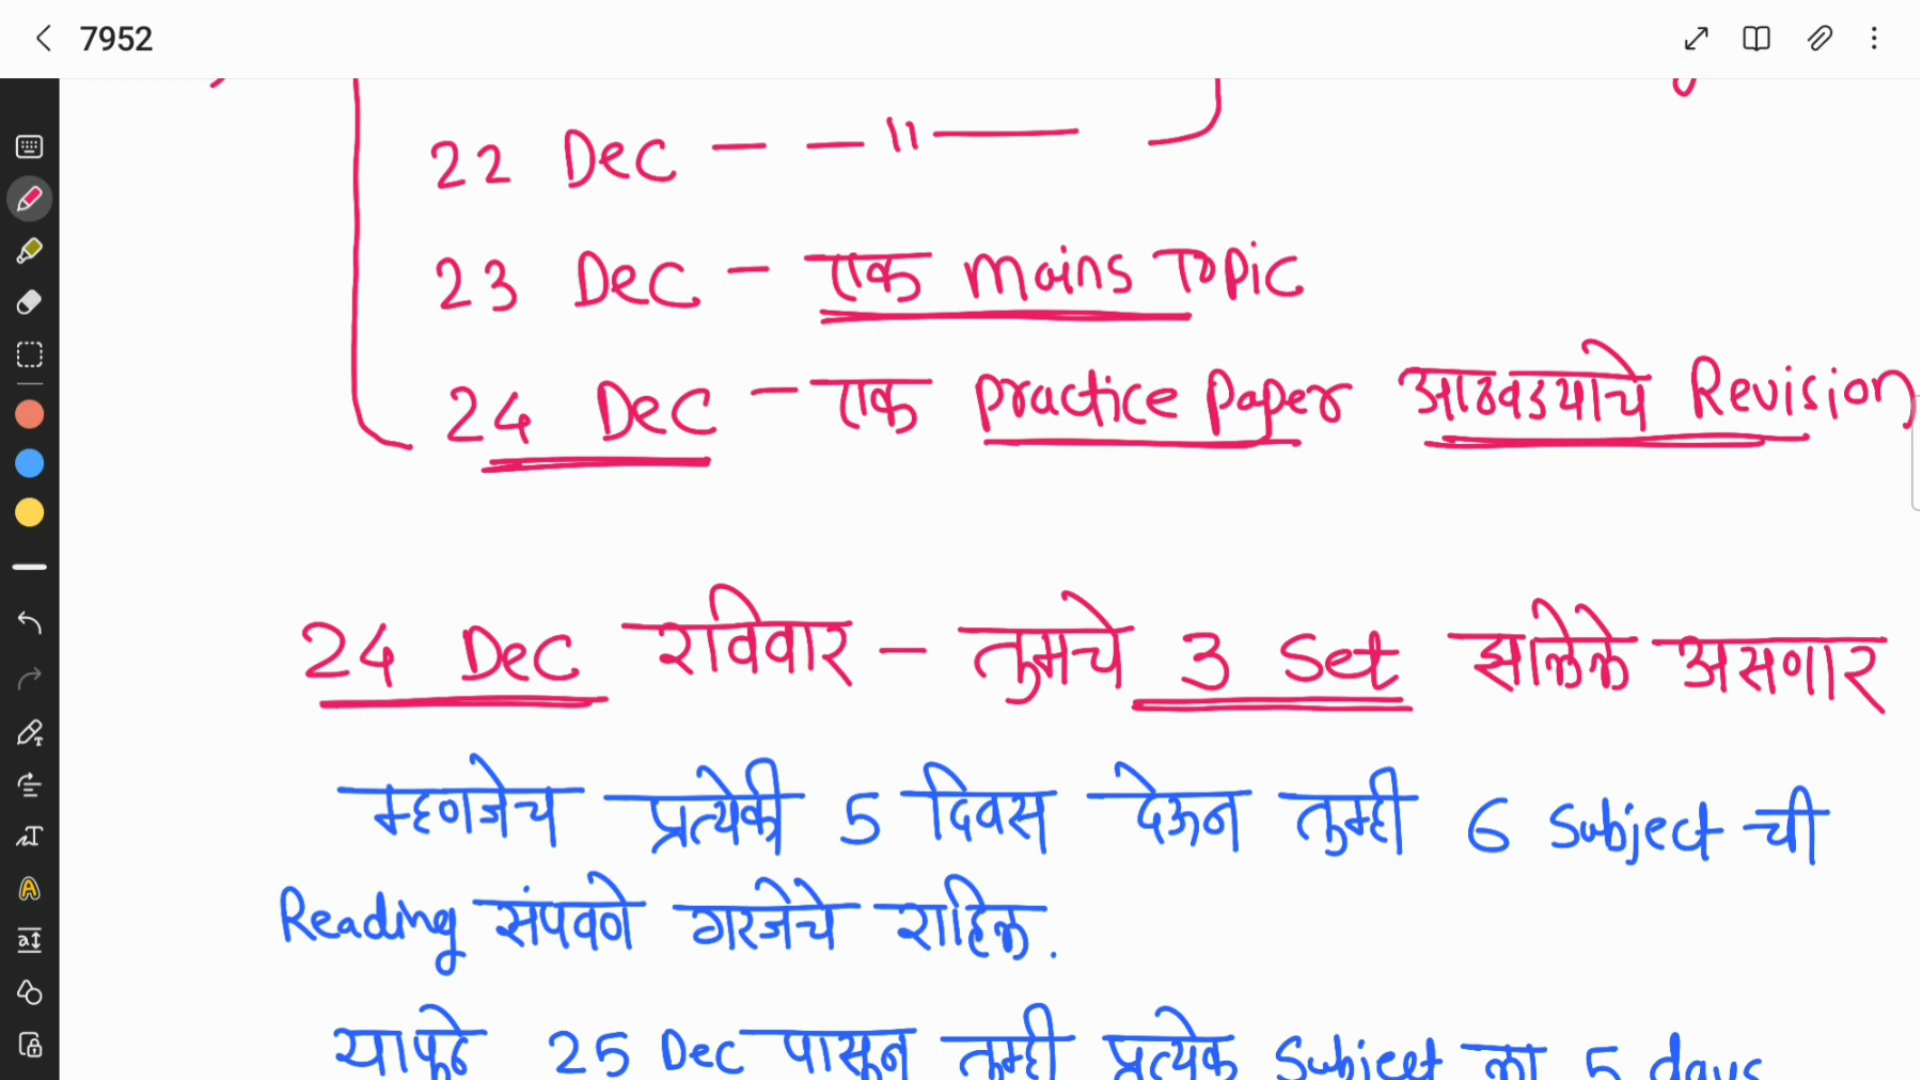 7952
22 Dec - - " -
23 Dec - एक mains Topic
24 Dec - एक practice paper आठवड्याचे Revision
24 Dec रविवार - तुमचे 3 Set झालेले असणार
म्हणजेच प्रत्येकी 5 दिवस देऊन तुम्ही 6 Subject ची
Reading संपवणे गरजेचे राहिल.
यापुढे 25 Dec पासून तुम्ही प्रत्येक Subject ला 5 days